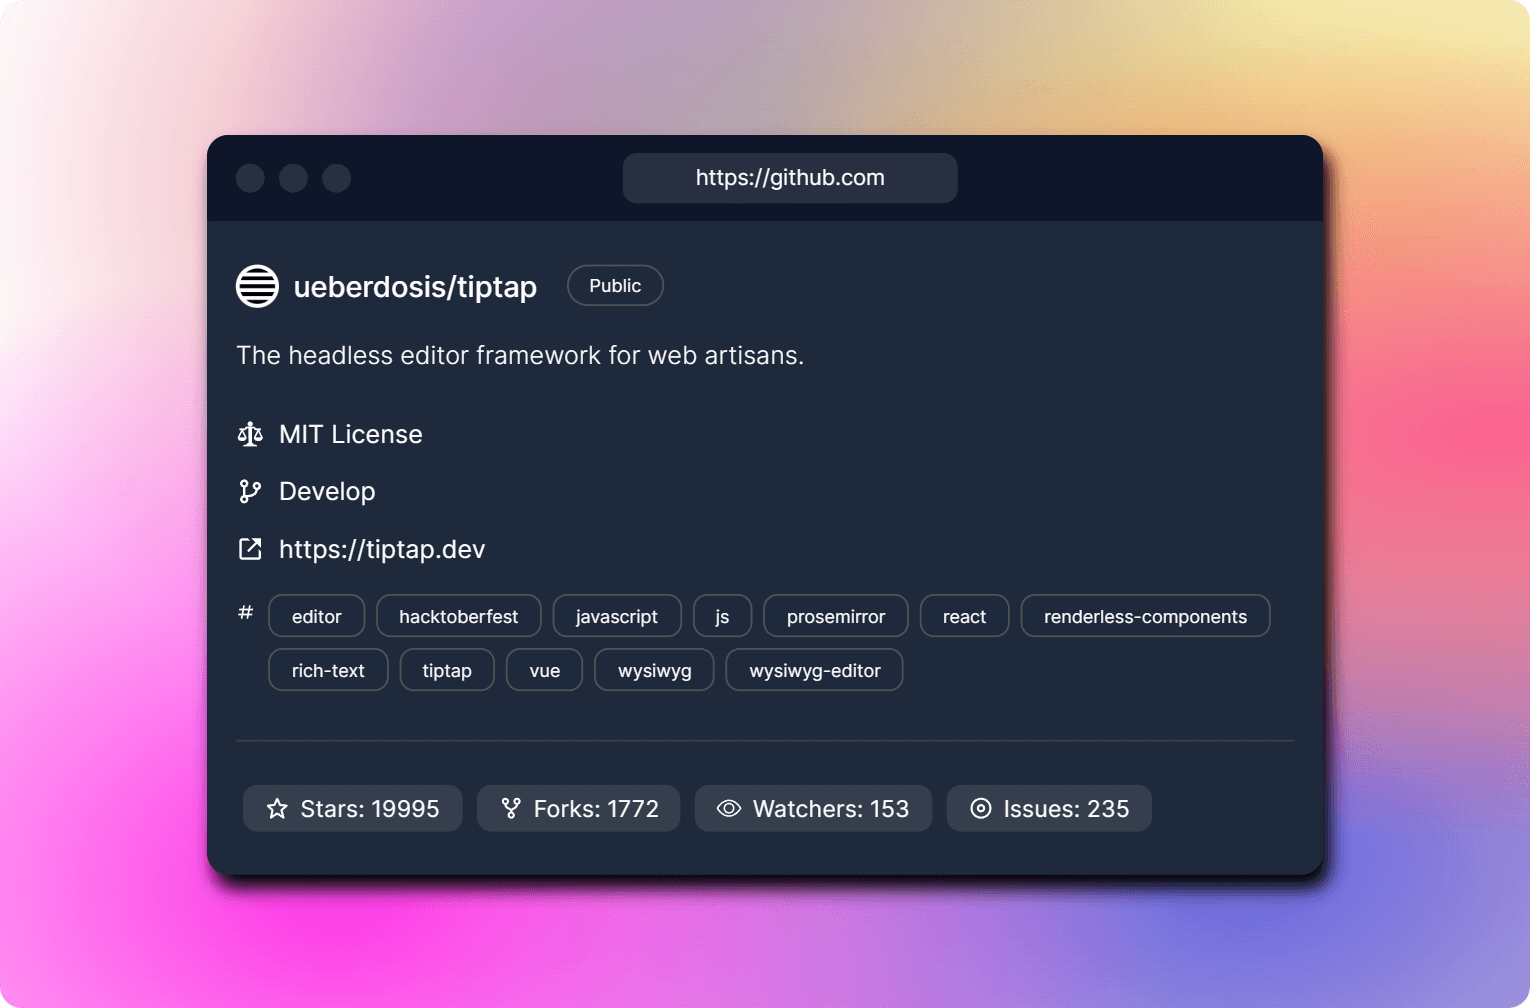 https://github.com
ueberdosis/tiptap Public
The headless editor framework for web artisans.
MIT License
Develop
https://tiptap.dev
# editor hacktoberfest javascript js prosemirror react renderless-components
rich-text tiptap vue wysiwyg wysiwyg-editor
Stars: 19995 Forks: 1772 Watchers: 153 Issues: 235